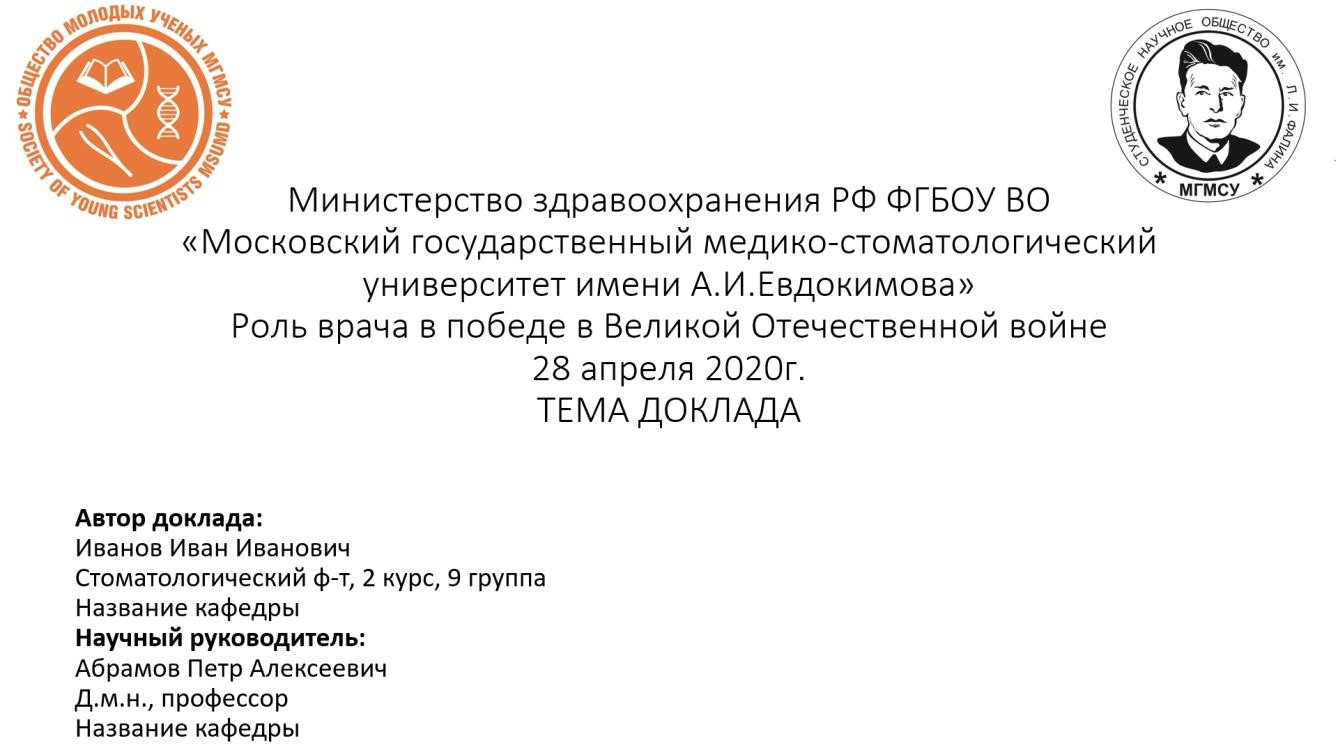 ОБЩЕСТВО МОЛОДЫХ УЧЕНЫХ МГМСУ
SOCIETY OF YOUNG SCIENTISTS MSUMD
СТУДЕНЧЕСКОЕ НАУЧНОЕ ОБЩЕСТВО им. Л.И.ФАЛИНА
МГМСУ
Министерство здравоохранения РФ ФГБОУ ВО
«Московский государственный медико-стоматологический
университет имени А.И.Евдокимова»
Роль врача в победе в Великой Отечественной войне
28 апреля 2020г.
ТЕМА ДОКЛАДА
Автор доклада:
Иванов Иван Иванович
Стоматологический ф-т, 2 курс, 9 группа
Название кафедры
Научный руководитель:
Абрамов Петр Алексеевич
Д.м.н., профессор
Название кафедры